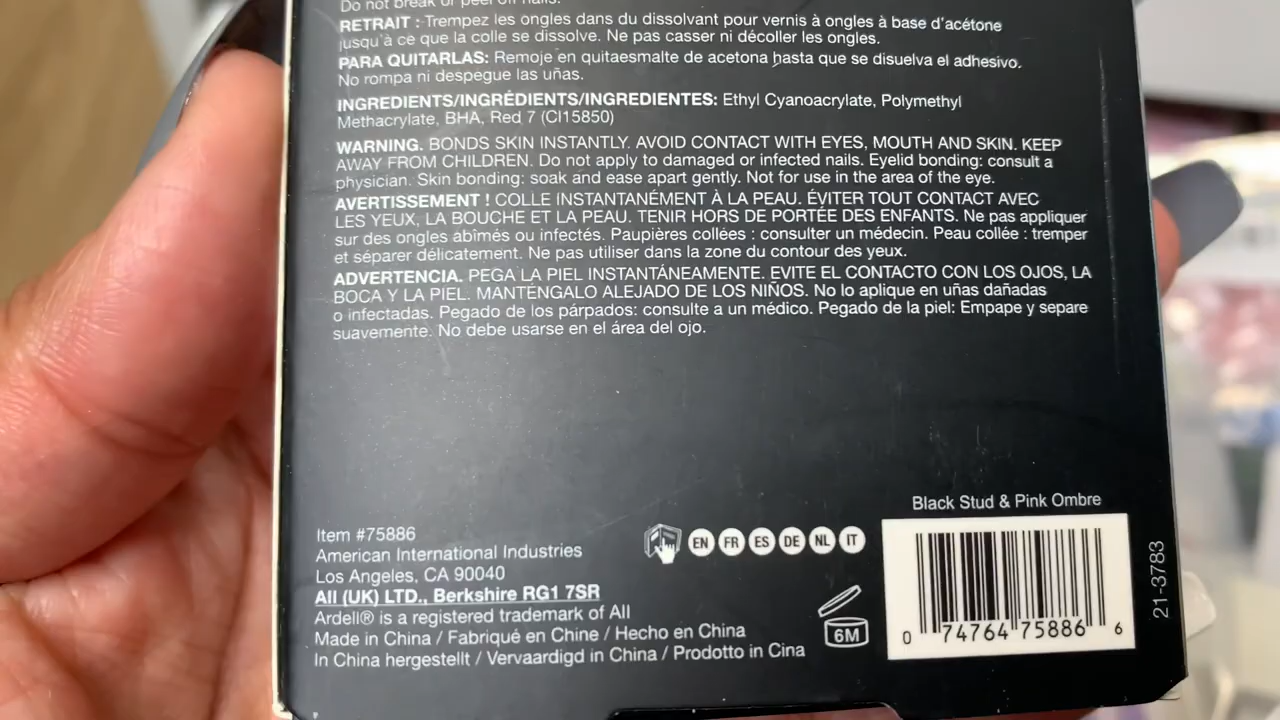 Do not break or peel off nails.
RETRAIT : Trempez les ongles dans du dissolvant pour vernis à ongles à base d'acétone
jusqu'à ce que la colle se dissolve. Ne pas casser ni décoller les ongles.
PARA QUITARLAS: Remoje en quitaesmalte de acetona hasta que se disuelva el adhesivo.
No rompa ni despegue las uñas.
INGREDIENTS/INGRÉDIENTS/INGREDIENTES: Ethyl Cyanoacrylate, Polymethyl
Methacrylate, BHA, Red 7 (CI15850)
WARNING. BONDS SKIN INSTANTLY. AVOID CONTACT WITH EYES, MOUTH AND SKIN. KEEP
AWAY FROM CHILDREN. Do not apply to damaged or infected nails. Eyelid bonding: consult a
physician. Skin bonding: soak and ease apart gently. Not for use in the area of the eye.
AVERTISSEMENT ! COLLE INSTANTANÉMENT À LA PEAU. ÉVITER TOUT CONTACT AVEC
LES YEUX, LA BOUCHE ET LA PEAU. TENIR HORS DE PORTÉE DES ENFANTS. Ne pas appliquer
sur des ongles abîmés ou infectés. Paupières collées : consulter un médecin. Peau collée : tremper
et séparer délicatement. Ne pas utiliser dans la zone du contour des yeux.
ADVERTENCIA. PEGA LA PIEL INSTANTÁNEAMENTE. EVITE EL CONTACTO CON LOS OJOS, LA
BOCA Y LA PIEL. MANTÉNGALO ALEJADO DE LOS NIÑOS. No lo aplique en uñas dañadas
o infectadas. Pegado de los párpados: consulte a un médico. Pegado de la piel: Empape y separe
suavemente. No debe usarse en el área del ojo.
Black Stud & Pink Ombre
Item #75886
American International Industries
Los Angeles, CA 90040
AII (UK) LTD., Berkshire RG1 7SR
Ardell® is a registered trademark of AII
Made in China / Fabriqué en Chine / Hecho en China
In China hergestellt / Vervaardigd in China / Prodotto in Cina
EN FR ES DE NL IT
6M
0 74764 75886 6
21-3783